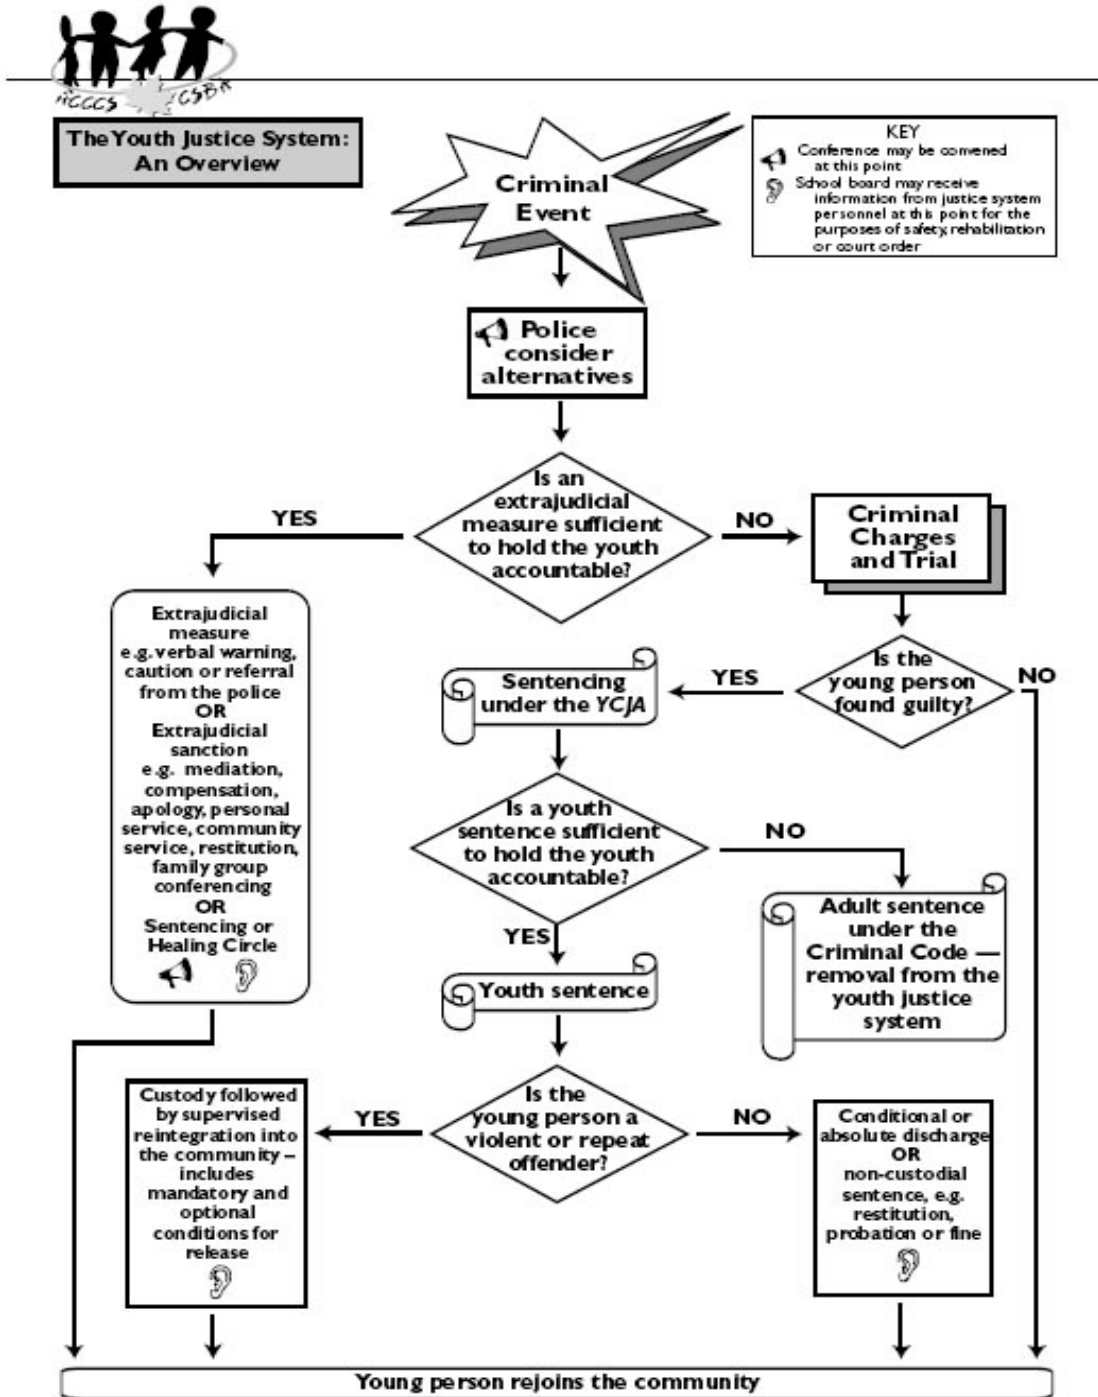 NCCCS CSBA
The Youth Justice System:
An Overview
KEY
Conference may be convened
at this point
School board may receive
information from justice system
personnel at this point for the
purposes of safety, rehabilitation
or court order
Criminal
Event
Police
consider
alternatives
Is an
extrajudicial
measure sufficient
to hold the youth
accountable?
YES
NO
Criminal
Charges
and Trial
Extrajudicial
measure
e.g. verbal warning,
caution or referral
from the police
OR
Extrajudicial
sanction
e.g. mediation,
compensation,
apology, personal
service, community
service, restitution,
family group
conferencing
OR
Sentencing or
Healing Circle
Is the
young person
found guilty?
YES
NO
Sentencing
under the YCJA
Is a youth
sentence sufficient
to hold the youth
accountable?
NO
YES
Adult sentence
under the
Criminal Code —
removal from the
youth justice
system
Youth sentence
Is the
young person a
violent or repeat
offender?
YES
NO
Custody followed
by supervised
reintegration into
the community –
includes
mandatory and
optional
conditions for
release
Conditional or
absolute discharge
OR
non-custodial
sentence, e.g.
restitution,
probation or fine
Young person rejoins the community